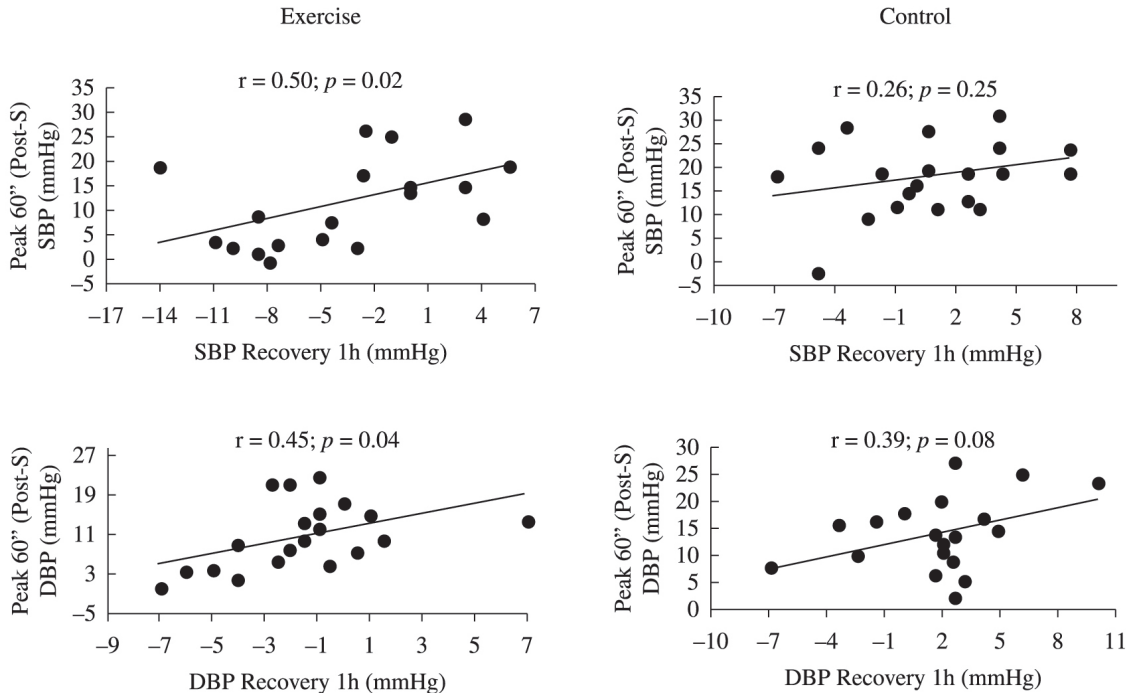 Exercise
Control
r = 0.50; p = 0.02
Peak 60” (Post-S)
SBP (mmHg)
35
30
25
20
15
10
5
0
–5
–17 –14 –11 –8 –5 –2 1 4 7
SBP Recovery 1h (mmHg)
r = 0.26; p = 0.25
Peak 60” (Post-S)
SBP (mmHg)
35
30
25
20
15
10
5
0
–5
–10 –7 –4 –1 2 5 8
SBP Recovery 1h (mmHg)
r = 0.45; p = 0.04
Peak 60” (Post-S)
DBP (mmHg)
27
19
11
3
–5
–9 –7 –5 –3 –1 1 3 5 7
DBP Recovery 1h (mmHg)
r = 0.39; p = 0.08
Peak 60” (Post-S)
DBP (mmHg)
30
25
20
15
10
5
0
–10 –7 –4 –1 2 5 8 11
DBP Recovery 1h (mmHg)